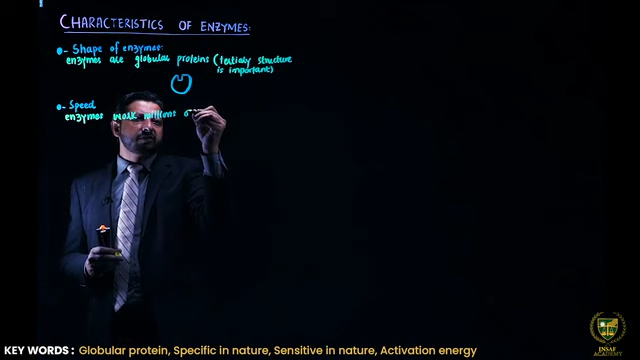 CHARACTERISTICS OF ENZYMES:
- Shape of enzymes:
enzymes are globular proteins (tertiary structure
is important)
- Speed
enzymes work millions o
KEY WORDS : Globular protein, Specific in nature, Sensitive in nature, Activation energy
INSAF
ACADEMY